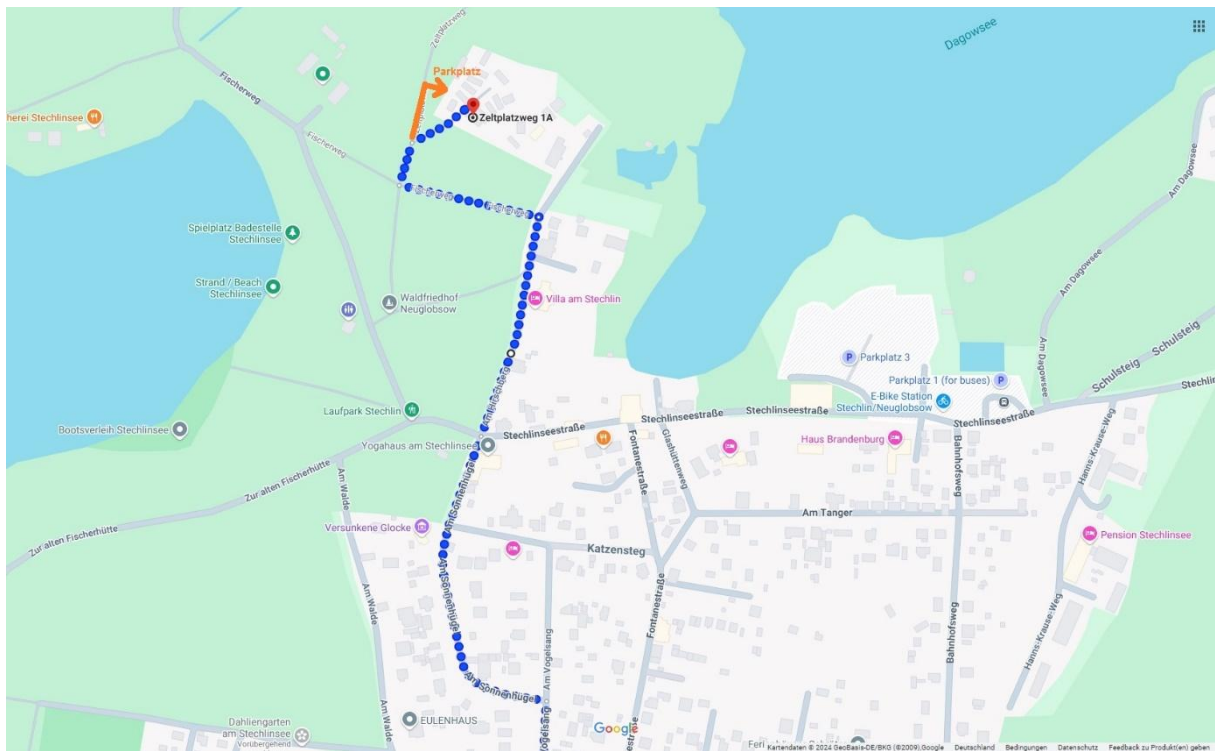 Dagowsee
Zeltplatzweg
Parkplatz
Fischerweg
herei Stechlinsee
Zeltplatzweg 1A
Fischerweg
Am Dagowsee
Spielplatz Badestelle
Stechlinsee
Strand / Beach
Stechlinsee
Waldfriedhof
Neuglobsow
Villa am Stechlin
Am Dagowsee
Parkplatz 3
Parkplatz 1 (for buses)
Am Dagowsee
Schulsteig
Schulsteig
E-Bike Station
Stechlin/Neuglobsow
Stechlinseestraße
Stechlinseestraße
Laufpark Stechlin
Bootsverleih Stechlinsee
Yogahaus am Stechlinsee
Stechlinseestraße
Haus Brandenburg
Fontanestraße
Glashüttenweg
Bahnhofsweg
Hanns-Krause-Weg
Zur alten Fischerhütte
Am Walde
Am Sonnenhügel
Am Tanger
Versunkene Glocke
Katzensteg
Pension Stechlinsee
Zur alten Fischerhütte
Am Sonnenhügel
Am Walde
Fontanestraße
Bahnhofsweg
Hanns-Krause-Weg
Am Vogelsang
Am Sonnenhügel
EULENHAUS
Am Walde
Dahliengarten
am Stechlinsee
Vorübergehend
Google
Kartendaten © 2024 GeoBasis-DE/BKG (©2009),Google Deutschland Bedingungen Datenschutz Feedback zu Produkt(en) geben